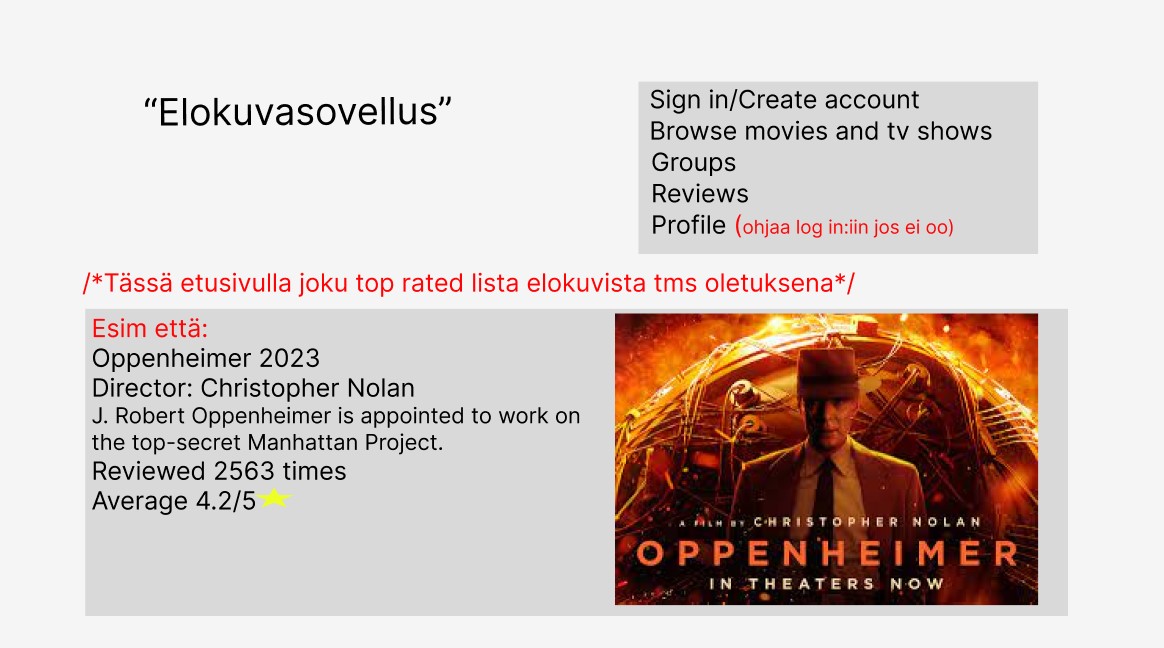 “Elokuvasovellus”
Sign in/Create account
Browse movies and tv shows
Groups
Reviews
Profile (ohjaa log in:iin jos ei oo)
/*Tässä etusivulla joku top rated lista elokuvista tms oletuksena*/
Esim että:
Oppenheimer 2023
Director: Christopher Nolan
J. Robert Oppenheimer is appointed to work on
the top-secret Manhattan Project.
Reviewed 2563 times
Average 4.2/5
A FILM BY CHRISTOPHER NOLAN
OPPENHEIMER
IN THEATERS NOW